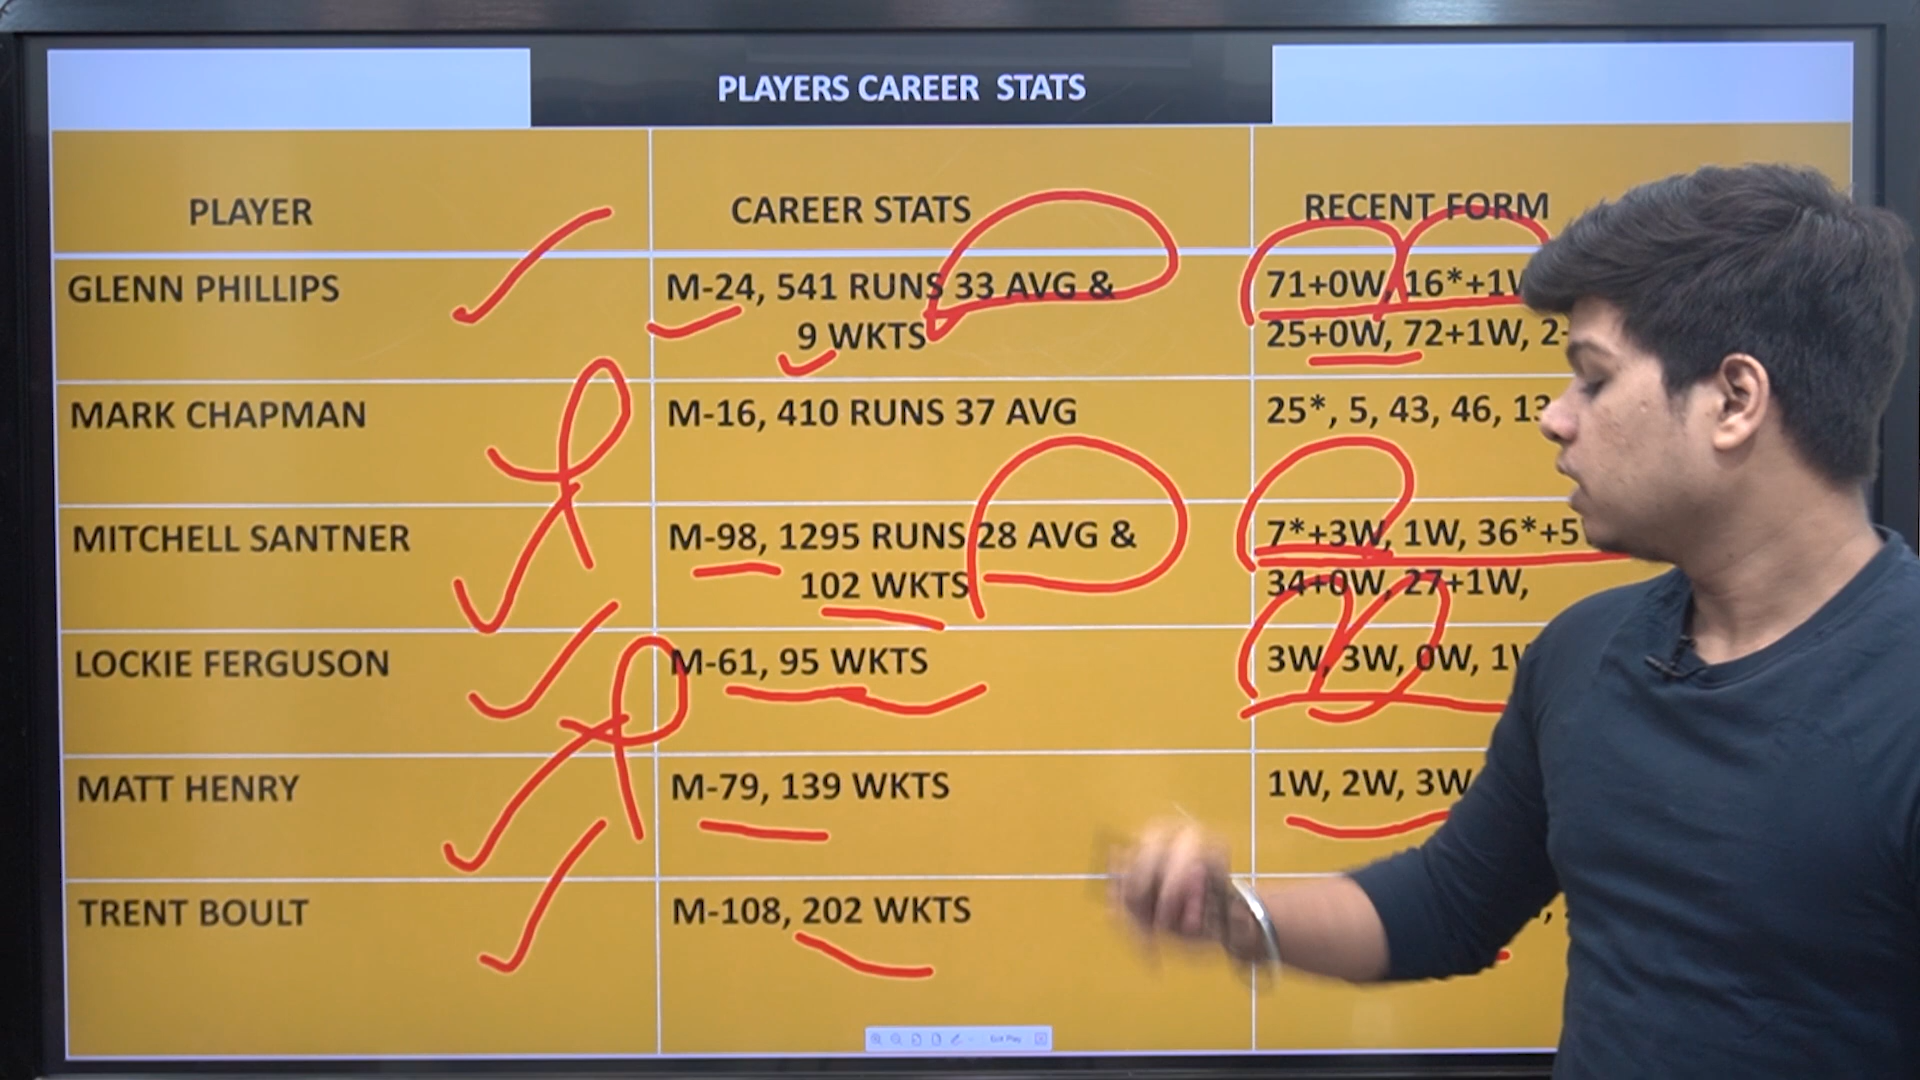 PLAYERS CAREER STATS
PLAYER CAREER STATS RECENT FORM
GLENN PHILLIPS M-24, 541 RUNS 33 AVG & 71+0W, 16*+1W
9 WKTS 25+0W, 72+1W, 2-
MARK CHAPMAN M-16, 410 RUNS 37 AVG 25*, 5, 43, 46, 13
MITCHELL SANTNER M-98, 1295 RUNS 28 AVG & 7*+3W, 1W, 36*+5
102 WKTS 34+0W, 27+1W,
LOCKIE FERGUSON M-61, 95 WKTS 3W, 3W, 0W, 1W
MATT HENRY M-79, 139 WKTS 1W, 2W, 3W
TRENT BOULT M-108, 202 WKTS